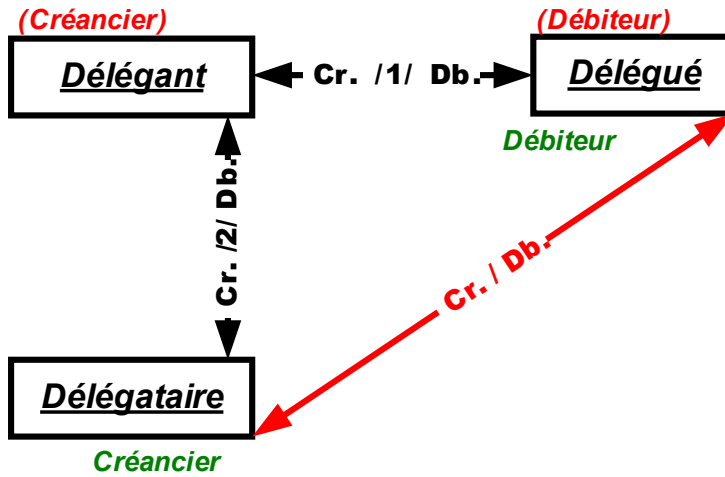 (Créancier)
(Débiteur)
Délégant
Cr. /1/ Db.
Délégué
Débiteur
Cr. /2/ Db.
Cr. / Db.
Délégataire
Créancier